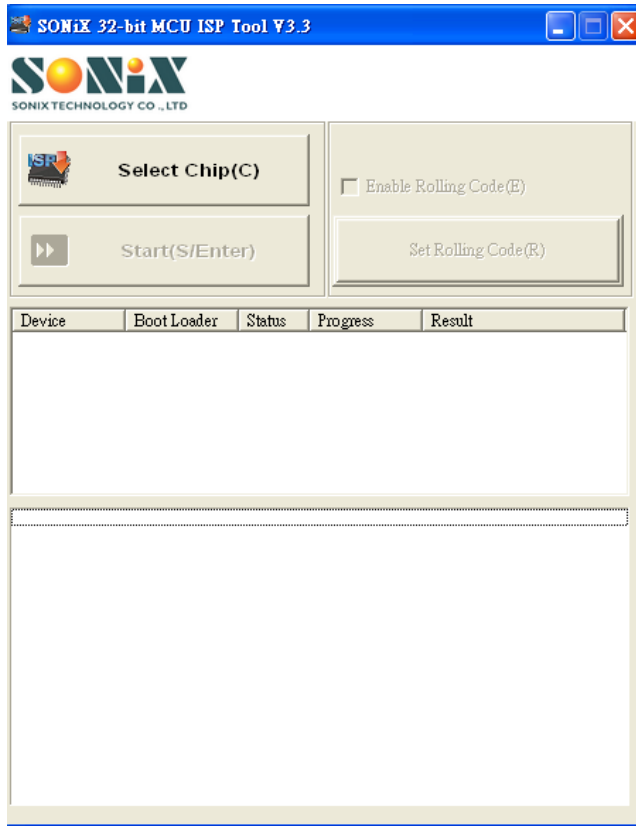 SONiX 32-bit MCU ISP Tool V3.3
SONiX
SONIX TECHNOLOGY CO., LTD
ISP
Select Chip(C)
Enable Rolling Code(E)
Start(S/Enter)
Set Rolling Code(R)
Device Boot Loader Status Progress Result